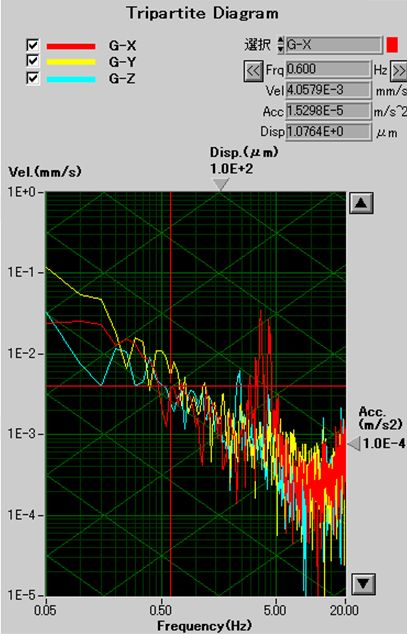 Tripartite Diagram
G-X
G-Y
G-Z
選択 G-X
<< Frq 0.600 Hz >>
Vel 4.0579E-3 mm/s
Acc 1.5298E-5 m/s^2
Disp 1.0764E+0 μm
Disp.(μm)
1.0E+2
Vel.(mm/s)
1E+0
1E-1
1E-2
1E-3
1E-4
1E-5
Acc.
(m/s2)
1.0E-4
0.05 0.50 5.00 20.00
Frequency(Hz)